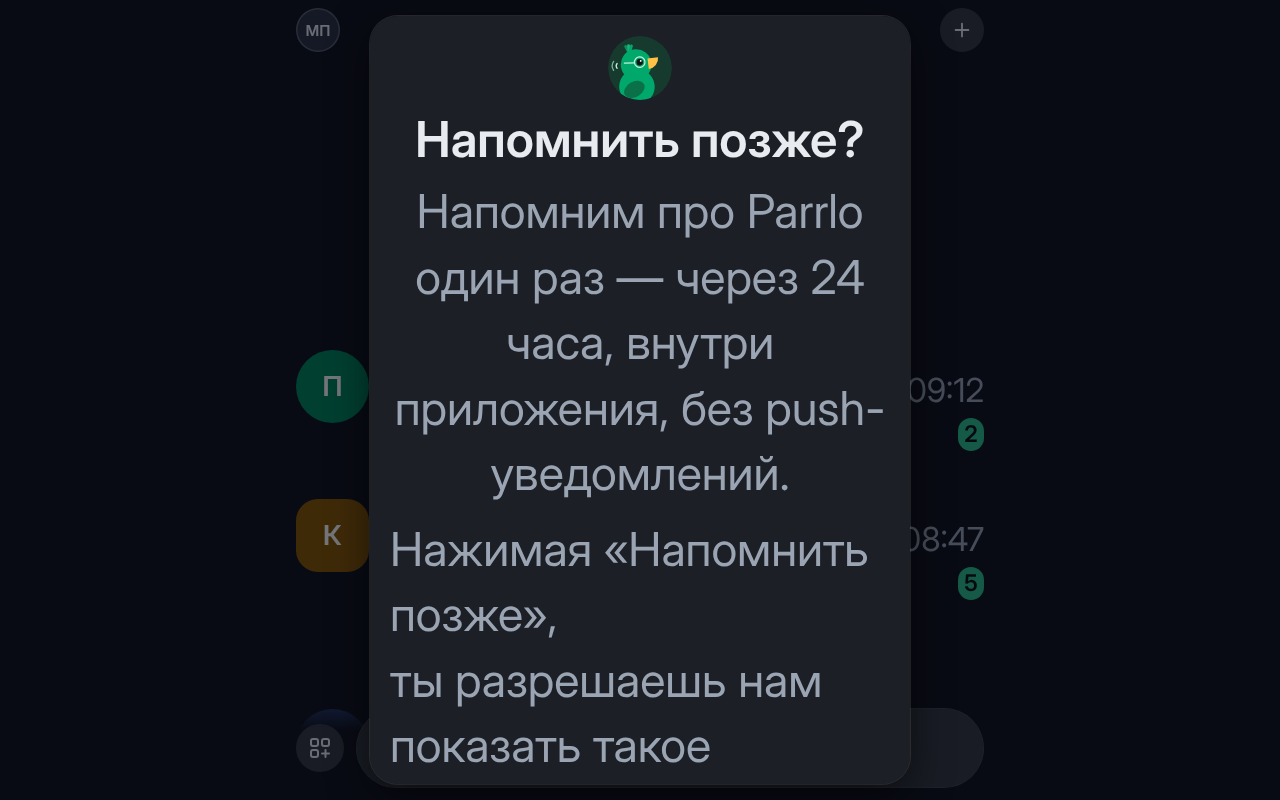 МП
Напомнить позже?
Напомним про Parrlo
один раз — через 24
часа, внутри
приложения, без push-
уведомлений.
Нажимая «Напомнить
позже»,
ты разрешаешь нам
показать такое
П
09:12
2
К
08:47
5